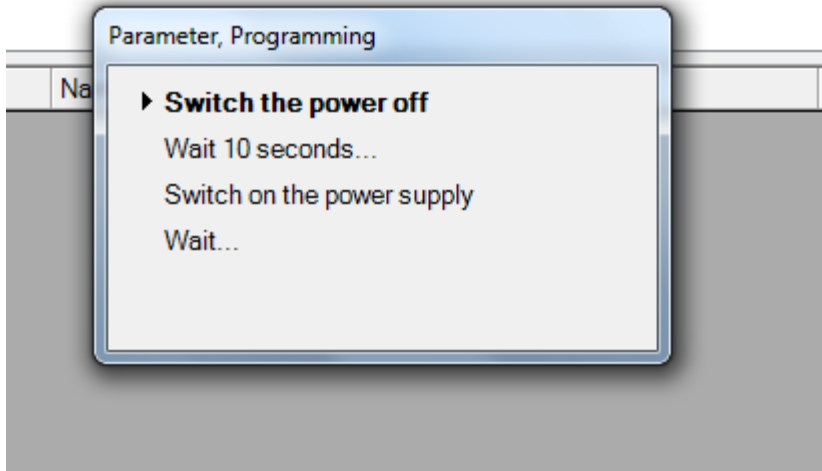 Parameter, Programming
Na
Switch the power off
Wait 10 seconds...
Switch on the power supply
Wait...